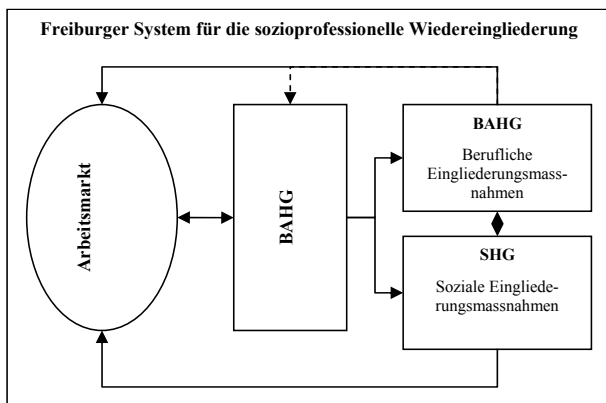 Freiburger System für die sozioprofessionelle Wiedereingliederung
Arbeitsmarkt
BAHG
BAHG
Berufliche
Eingliederungsmass-
nahmen
SHG
Soziale Eingliede-
rungsmassnahmen